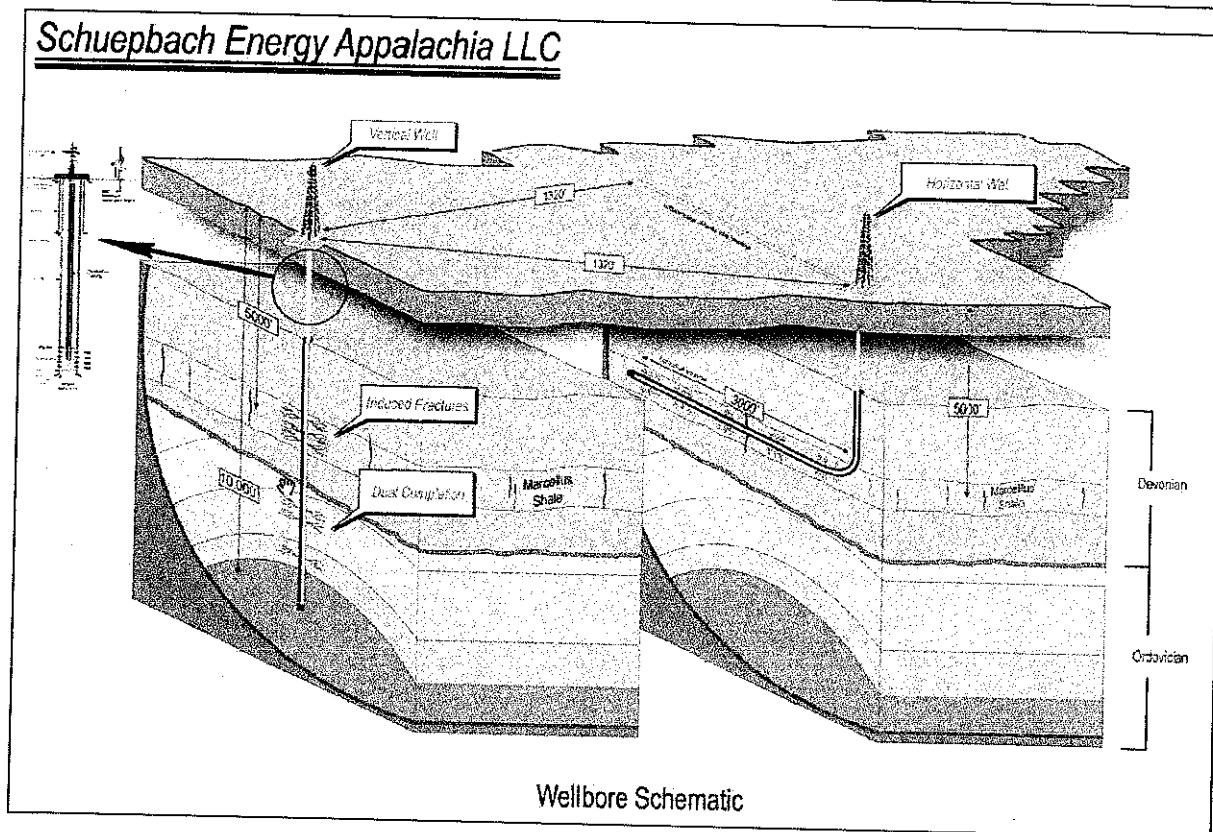 Schuepbach Energy Appalachia LLC
Vertical Well
Horizontal Well
1320'
1320'
5000'
Induced Fractures
3000'
5000'
10,000'
Dual Completion
Marcellus
Shale
Marcellus
Shale
Devonian
Ordovician
Wellbore Schematic